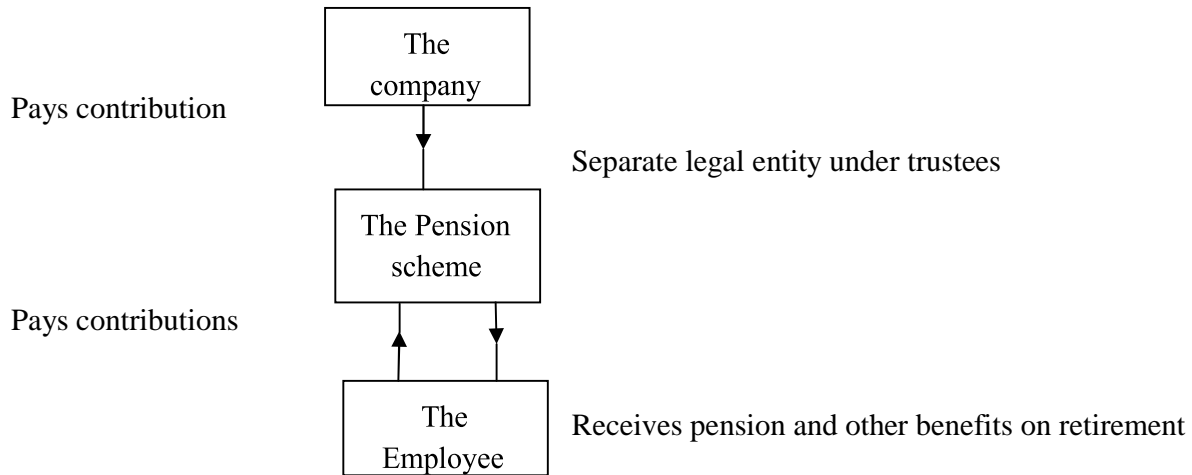 The
company
Pays contribution
Separate legal entity under trustees
The Pension
scheme
Pays contributions
The
Employee
Receives pension and other benefits on retirement